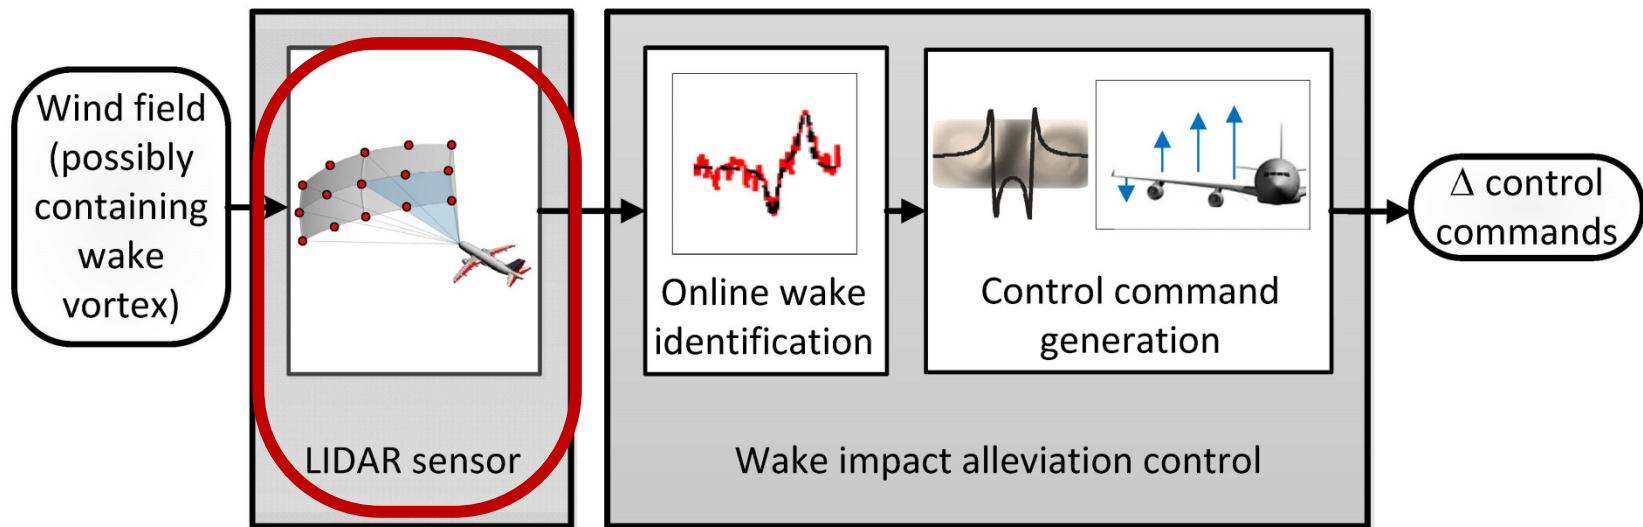 Wind field
(possibly
containing
wake
vortex)
LIDAR sensor
Online wake
identification
Control command
generation
Wake impact alleviation control
Δ control
commands